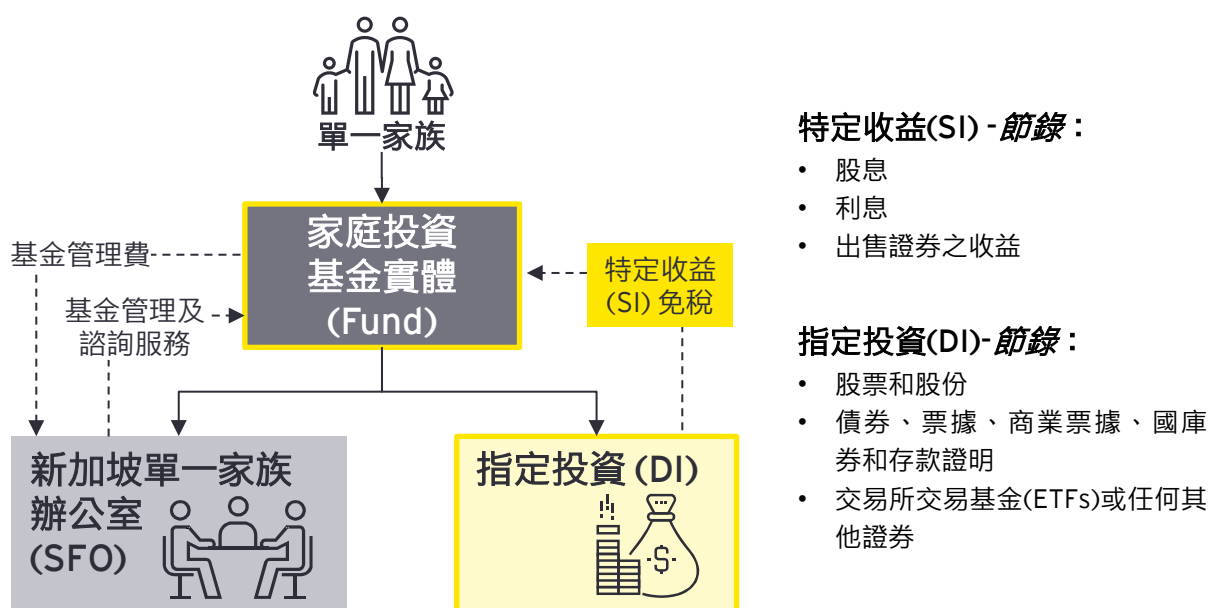 單一家族
家庭投資
基金實體
(Fund)
基金管理費
基金管理及
諮詢服務
特定收益
(SI) 免稅
新加坡單一家族
辦公室
(SFO)
指定投資 (DI)
$
特定收益(SI) -節錄：
• 股息
• 利息
• 出售證券之收益
指定投資(DI)-節錄：
• 股票和股份
• 債券、票據、商業票據、國庫
券和存款證明
• 交易所交易基金(ETFs)或任何其
他證券